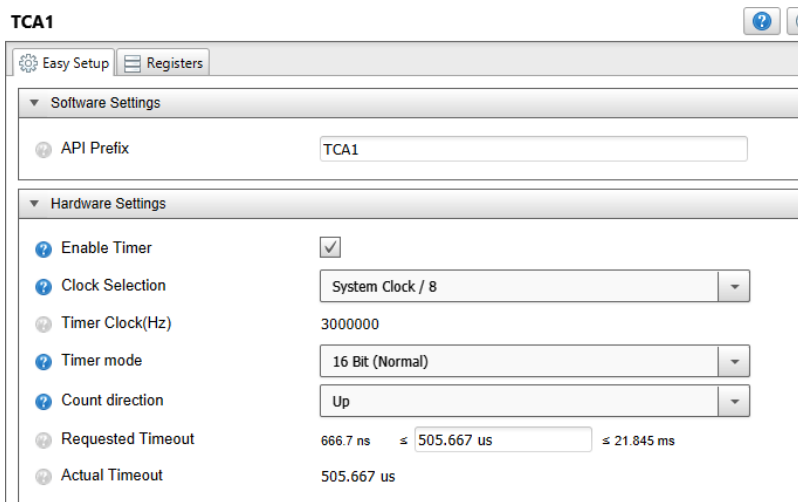 TCA1
Easy Setup Registers
Software Settings
API Prefix TCA1
Hardware Settings
Enable Timer
Clock Selection System Clock / 8
Timer Clock(Hz) 3000000
Timer mode 16 Bit (Normal)
Count direction Up
Requested Timeout 666.7 ns ≤ 505.667 us ≤ 21.845 ms
Actual Timeout 505.667 us